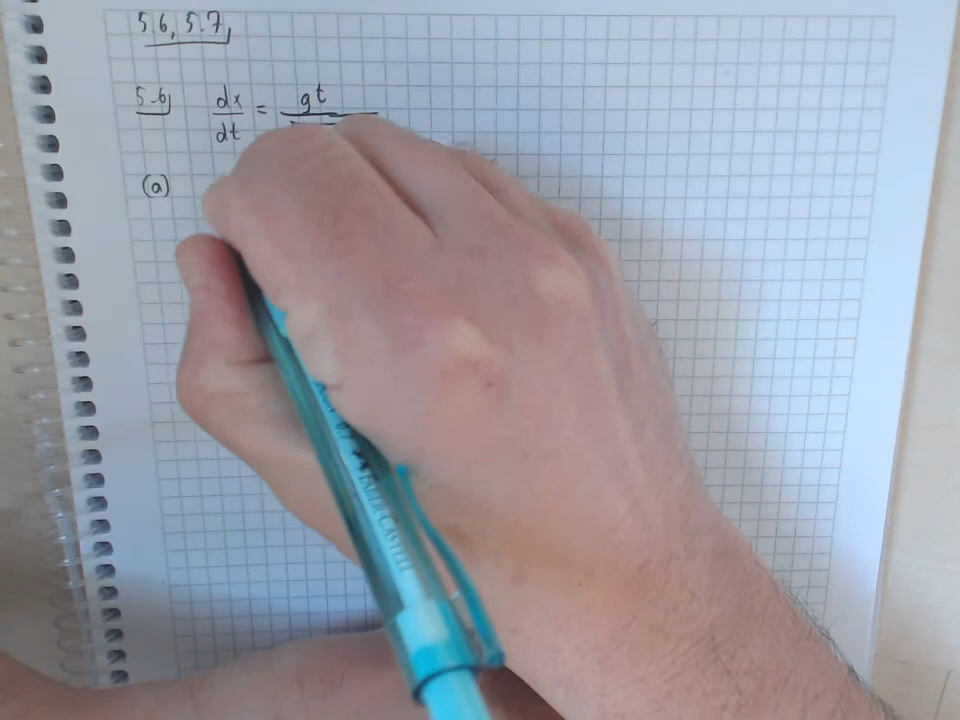 5.6, 5.7,
5.6, dx/dt = gt
(a)
FABER-CASTELL